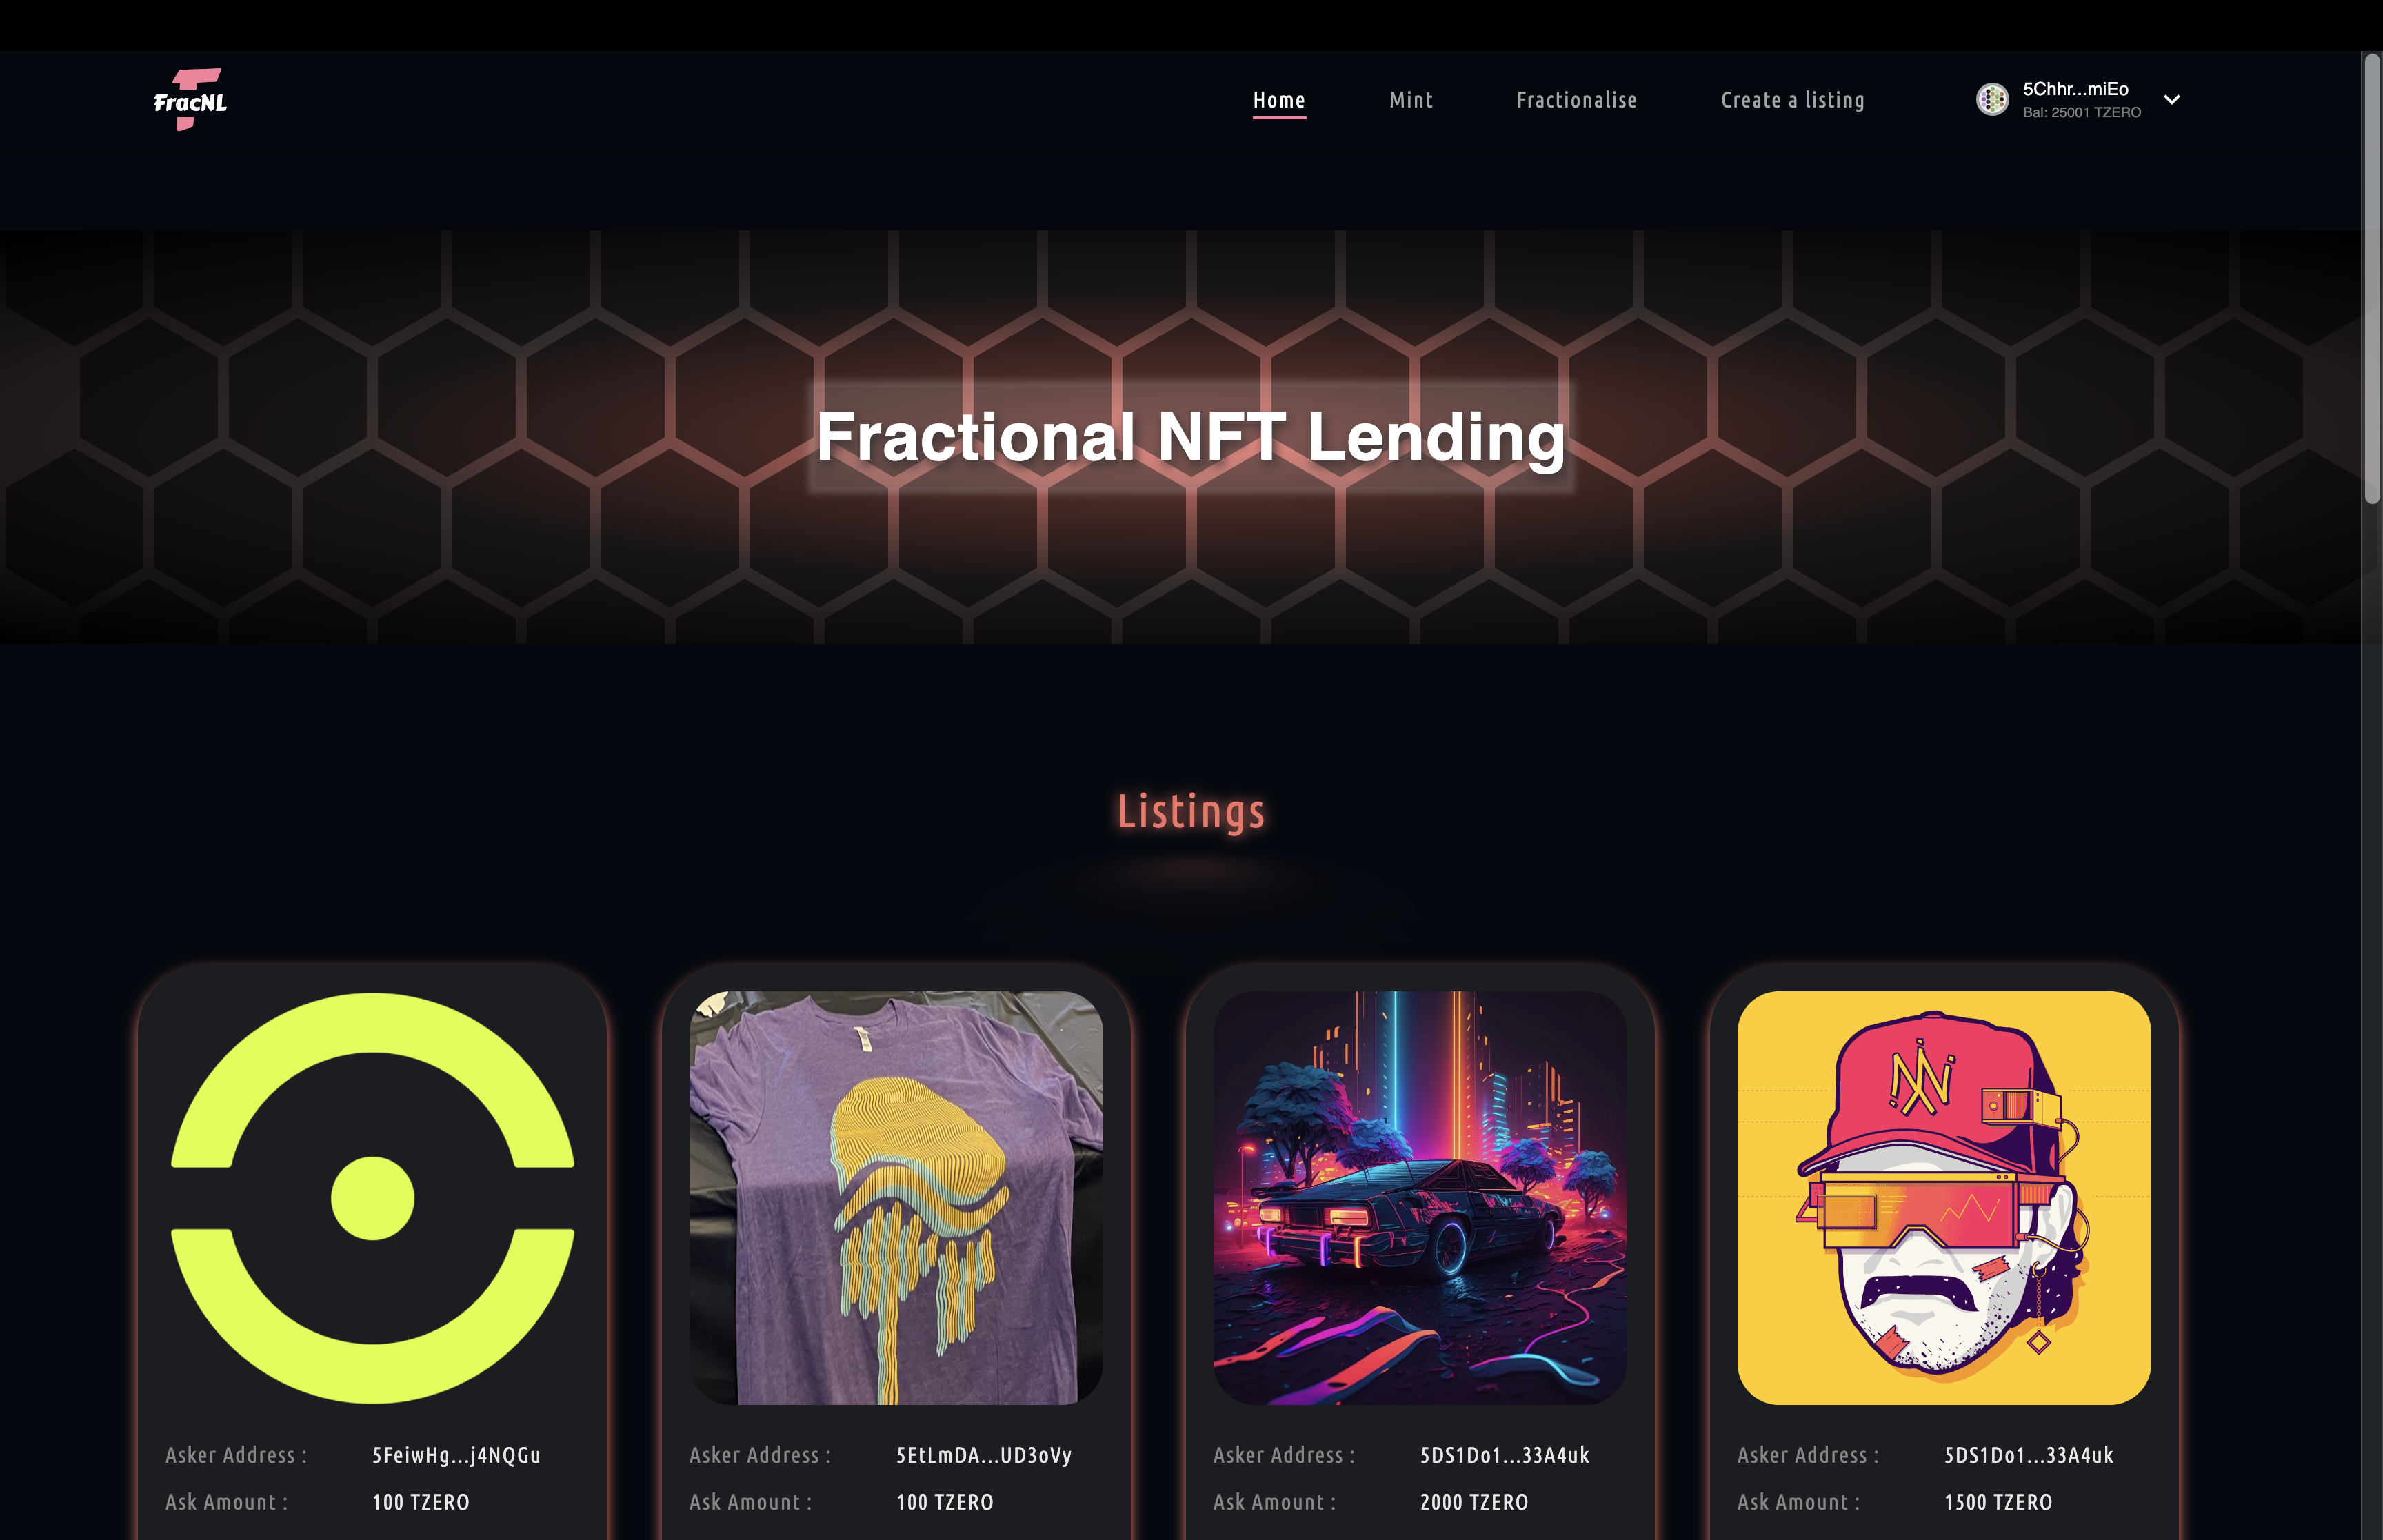 FracNL
Home Mint Fractionalise Create a listing
5Chhr...miEo
Bal: 25001 TZERO
Fractional NFT Lending
Listings
Asker Address : 5FeiwHg...j4NQGu
Ask Amount : 100 TZERO
Asker Address : 5EtLmDA...UD3oVy
Ask Amount : 100 TZERO
Asker Address : 5DS1Do1...33A4uk
Ask Amount : 2000 TZERO
Asker Address : 5DS1Do1...33A4uk
Ask Amount : 1500 TZERO